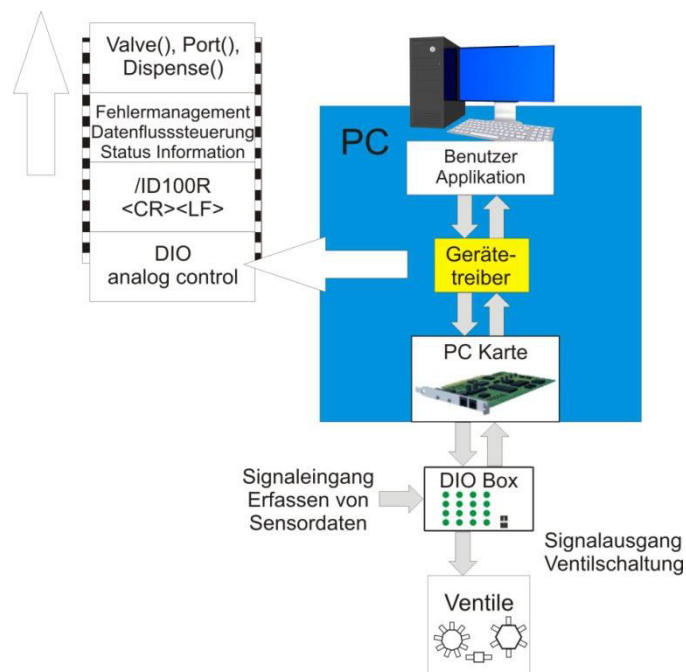 Valve(), Port(),
Dispense()
Fehlermanagement
Datenflusssteuerung
Status Information
/ID100R
<CR><LF>
DIO
analog control
PC
Benutzer
Applikation
Geräte-
treiber
PC Karte
Signaleingang
Erfassen von
Sensordaten
DIO Box
Signalausgang
Ventilschaltung
Ventile